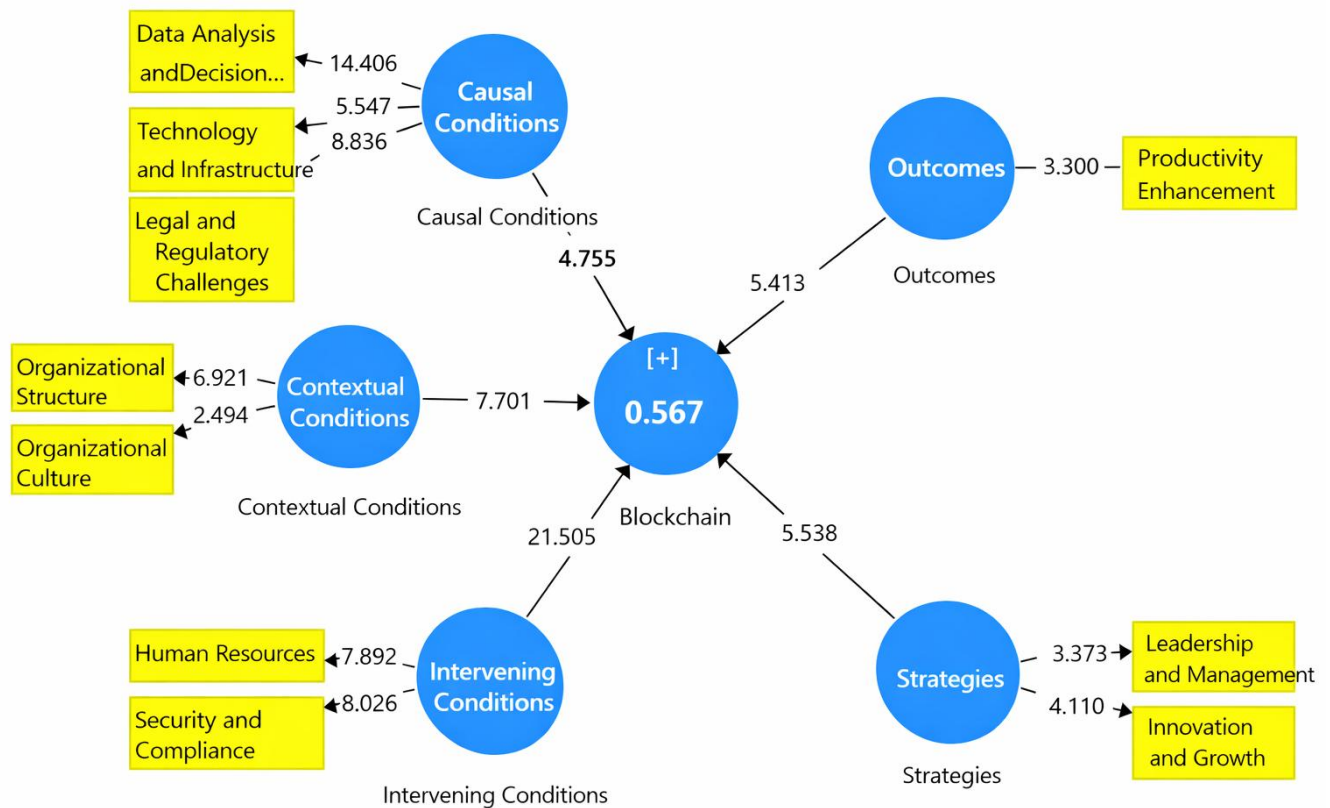 Data Analysis
andDecision...
14.406
Technology
and Infrastructure
5.547
8.836
Legal and
Regulatory
Challenges
Causal
Conditions
Causal Conditions
4.755
Outcomes
3.300
Productivity
Enhancement
Outcomes
5.413
Organizational
Structure
6.921
Organizational
Culture
2.494
Contextual
Conditions
Contextual Conditions
7.701
[+]
0.567
Blockchain
Human Resources
7.892
Security and
Compliance
8.026
Intervening
Conditions
Intervening Conditions
21.505
5.538
Strategies
Strategies
3.373
Leadership
and Management
4.110
Innovation
and Growth